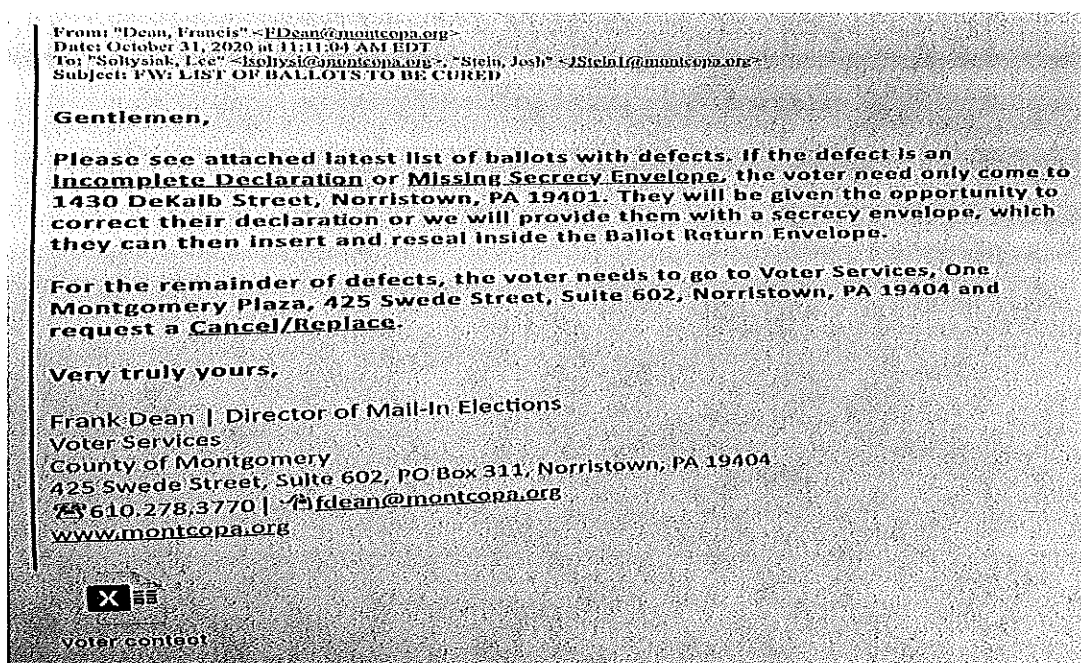 From: "Dean, Francis" <FDean@montcopa.org>
Date: October 31, 2020 at 11:11:04 AM EDT
To: "Soltysiak, Lee" <lsoltysi@montcopa.org>, "Stein, Josh" <JStein1@montcopa.org>
Subject: FW: LIST OF BALLOTS TO BE CURED
Gentlemen,
Please see attached latest list of ballots with defects. If the defect is an
Incomplete Declaration or Missing Secrecy Envelope, the voter need only come to
1430 DeKalb Street, Norristown, PA 19401. They will be given the opportunity to
correct their declaration or we will provide them with a secrecy envelope, which
they can then insert and reseal inside the Ballot Return Envelope.
For the remainder of defects, the voter needs to go to Voter Services, One
Montgomery Plaza, 425 Swede Street, Suite 602, Norristown, PA 19404 and
request a Cancel/Replace.
Very truly yours,
Frank Dean | Director of Mail-In Elections
Voter Services
County of Montgomery
425 Swede Street, Suite 602, PO Box 311, Norristown, PA 19404
☎610.278.3770 | fdean@montcopa.org
www.montcopa.org
X
voter contact